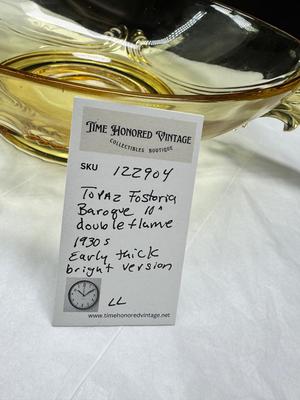 TIME HONORED VINTAGE
COLLECTIBLES BOUTIQUE
SKU 122904
Topaz Fostoria
Baroque 10"
double flame
1930s
Early thick
bright version
LL
www.timehonoredvintage.net